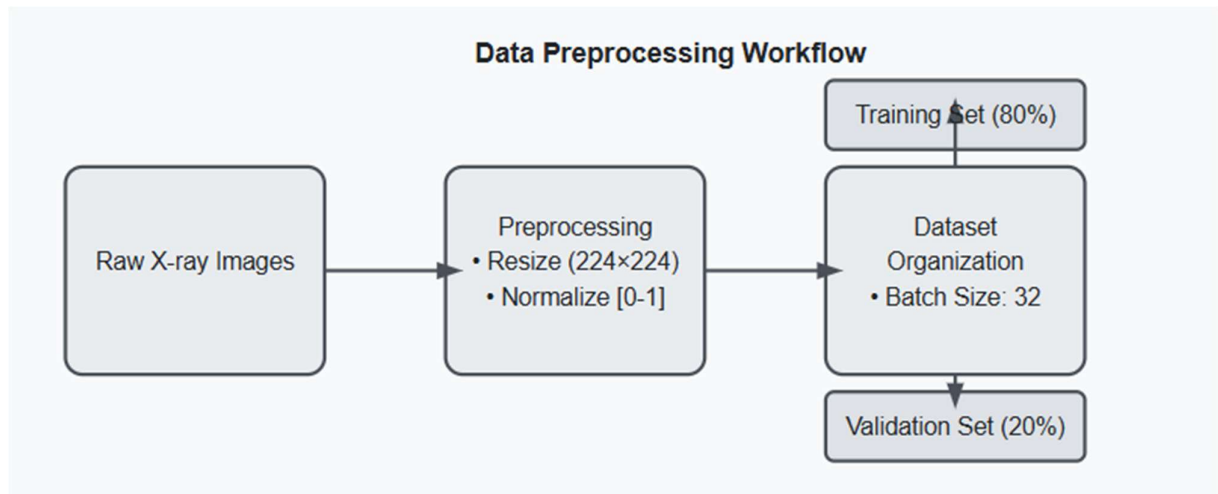 Data Preprocessing Workflow
Training Set (80%)
Raw X-ray Images
Preprocessing
• Resize (224×224)
• Normalize [0-1]
Dataset
Organization
• Batch Size: 32
Validation Set (20%)